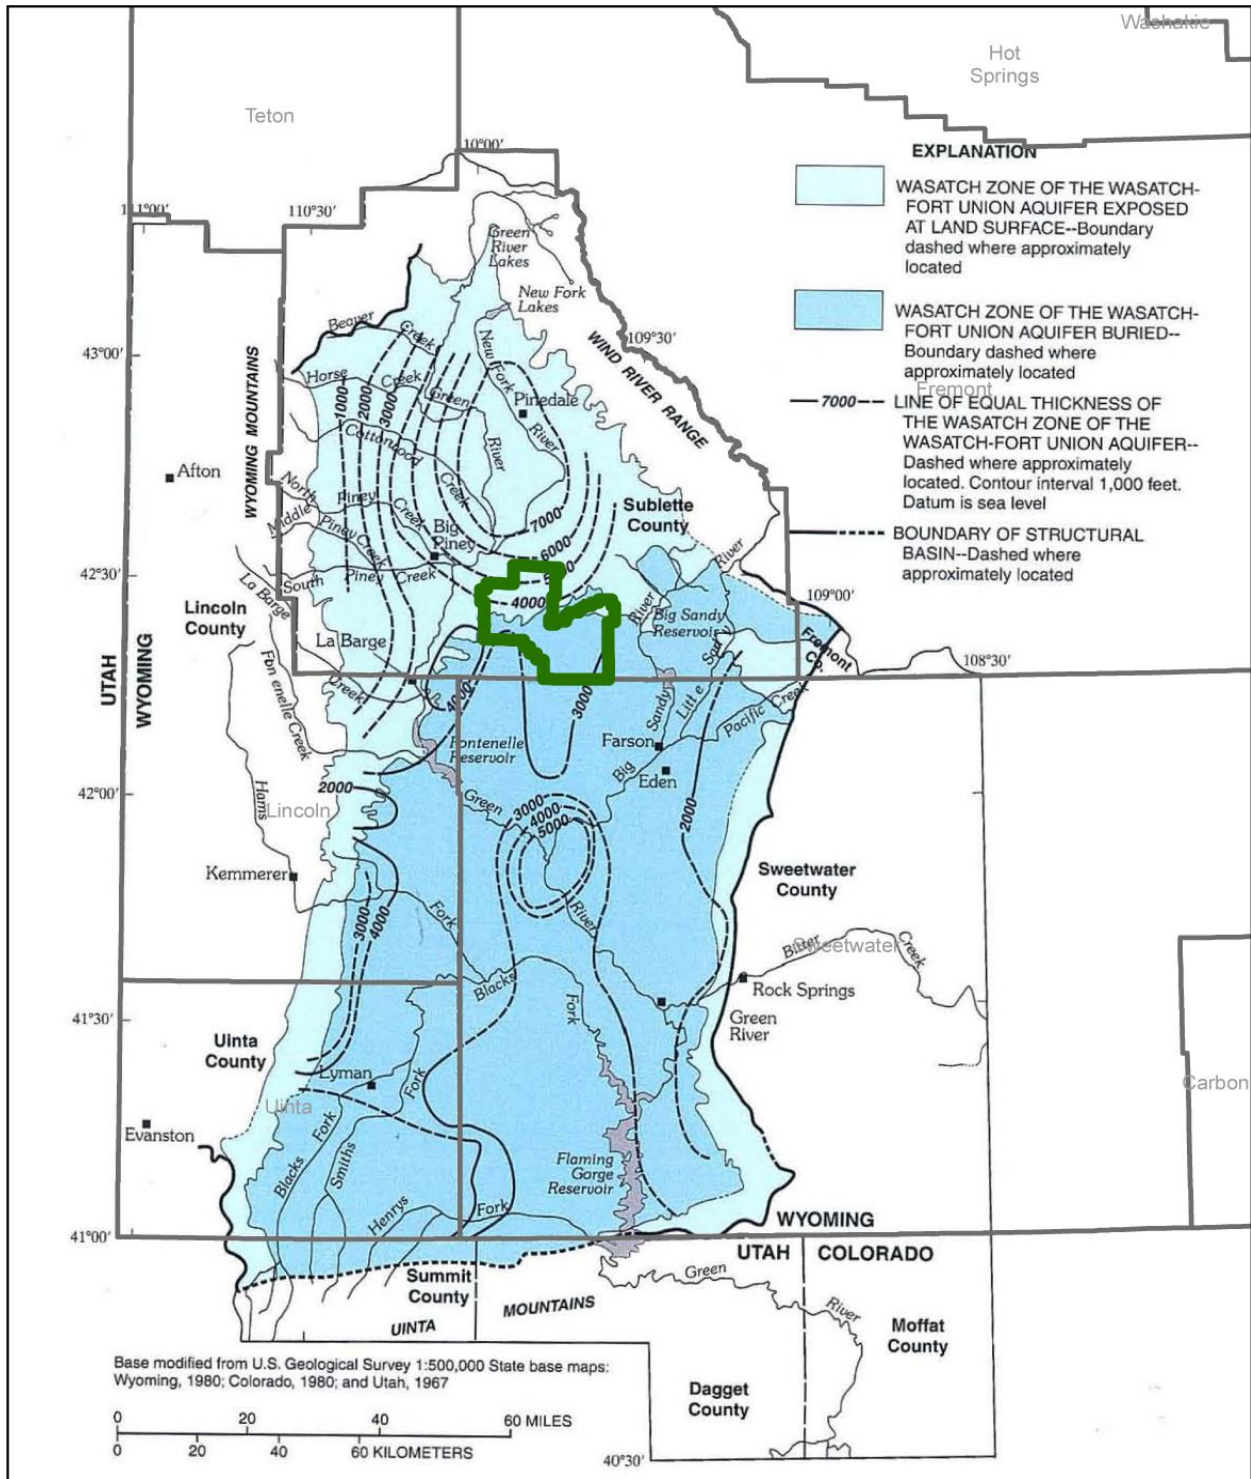 Washakie
Hot
Springs
Teton
10°00'
111°00'
110°30'
EXPLANATION
WASATCH ZONE OF THE WASATCH-
FORT UNION AQUIFER EXPOSED
AT LAND SURFACE--Boundary
dashed where approximately
located
WASATCH ZONE OF THE WASATCH-
FORT UNION AQUIFER BURIED--
Boundary dashed where
approximately located
Fremont
7000
LINE OF EQUAL THICKNESS OF
THE WASATCH ZONE OF THE
WASATCH-FORT UNION AQUIFER--
Dashed where approximately
located. Contour interval 1,000 feet.
Datum is sea level
BOUNDARY OF STRUCTURAL
BASIN--Dashed where
approximately located
Green
River
Lakes
New Fork
Lakes
Beaver
Creek
New Fork
River
WIND RIVER RANGE
109°30'
43°00'
WYOMING MOUNTAINS
Horse
Creek
Green
River
1000
2000
3000
Pinedale
Cottonwood
Creek
Afton
North
Piney
Creek
Middle
Piney Creek
Big
Piney
7000
6000
4000
Sublette
County
South
Piney
Creek
42°30'
La Barge
Creek
Lincoln
County
La Barge
River
River
Big Sandy
Reservoir
109°00'
Fremont
Co.
108°30'
UTAH
WYOMING
4000
3000
Sandy
Little
Sandy
Pacific Creek
Farson
Big
Eden
Fontenelle
Reservoir
42°00'
2000
Hams
Fork
Lincoln
Green
River
3000
4000
5000
2000
Kemmerer
3000
4000
Sweetwater
County
Bitter
Creek
Sweetwater
Rock Springs
Green
River
Blacks
Fork
41°30'
Uinta
County
Lyman
Uinta
Carbon
Evanston
Blacks
Fork
Smiths
Fork
Henrys
Fork
Flaming
Gorge
Reservoir
41°00'
WYOMING
UTAH
COLORADO
Summit
County
UINTA
MOUNTAINS
Green
River
Moffat
County
Base modified from U.S. Geological Survey 1:500,000 State base maps:
Wyoming, 1980; Colorado, 1980; and Utah, 1967
Dagget
County
0 20 40 60 MILES
0 20 40 60 KILOMETERS
40°30'